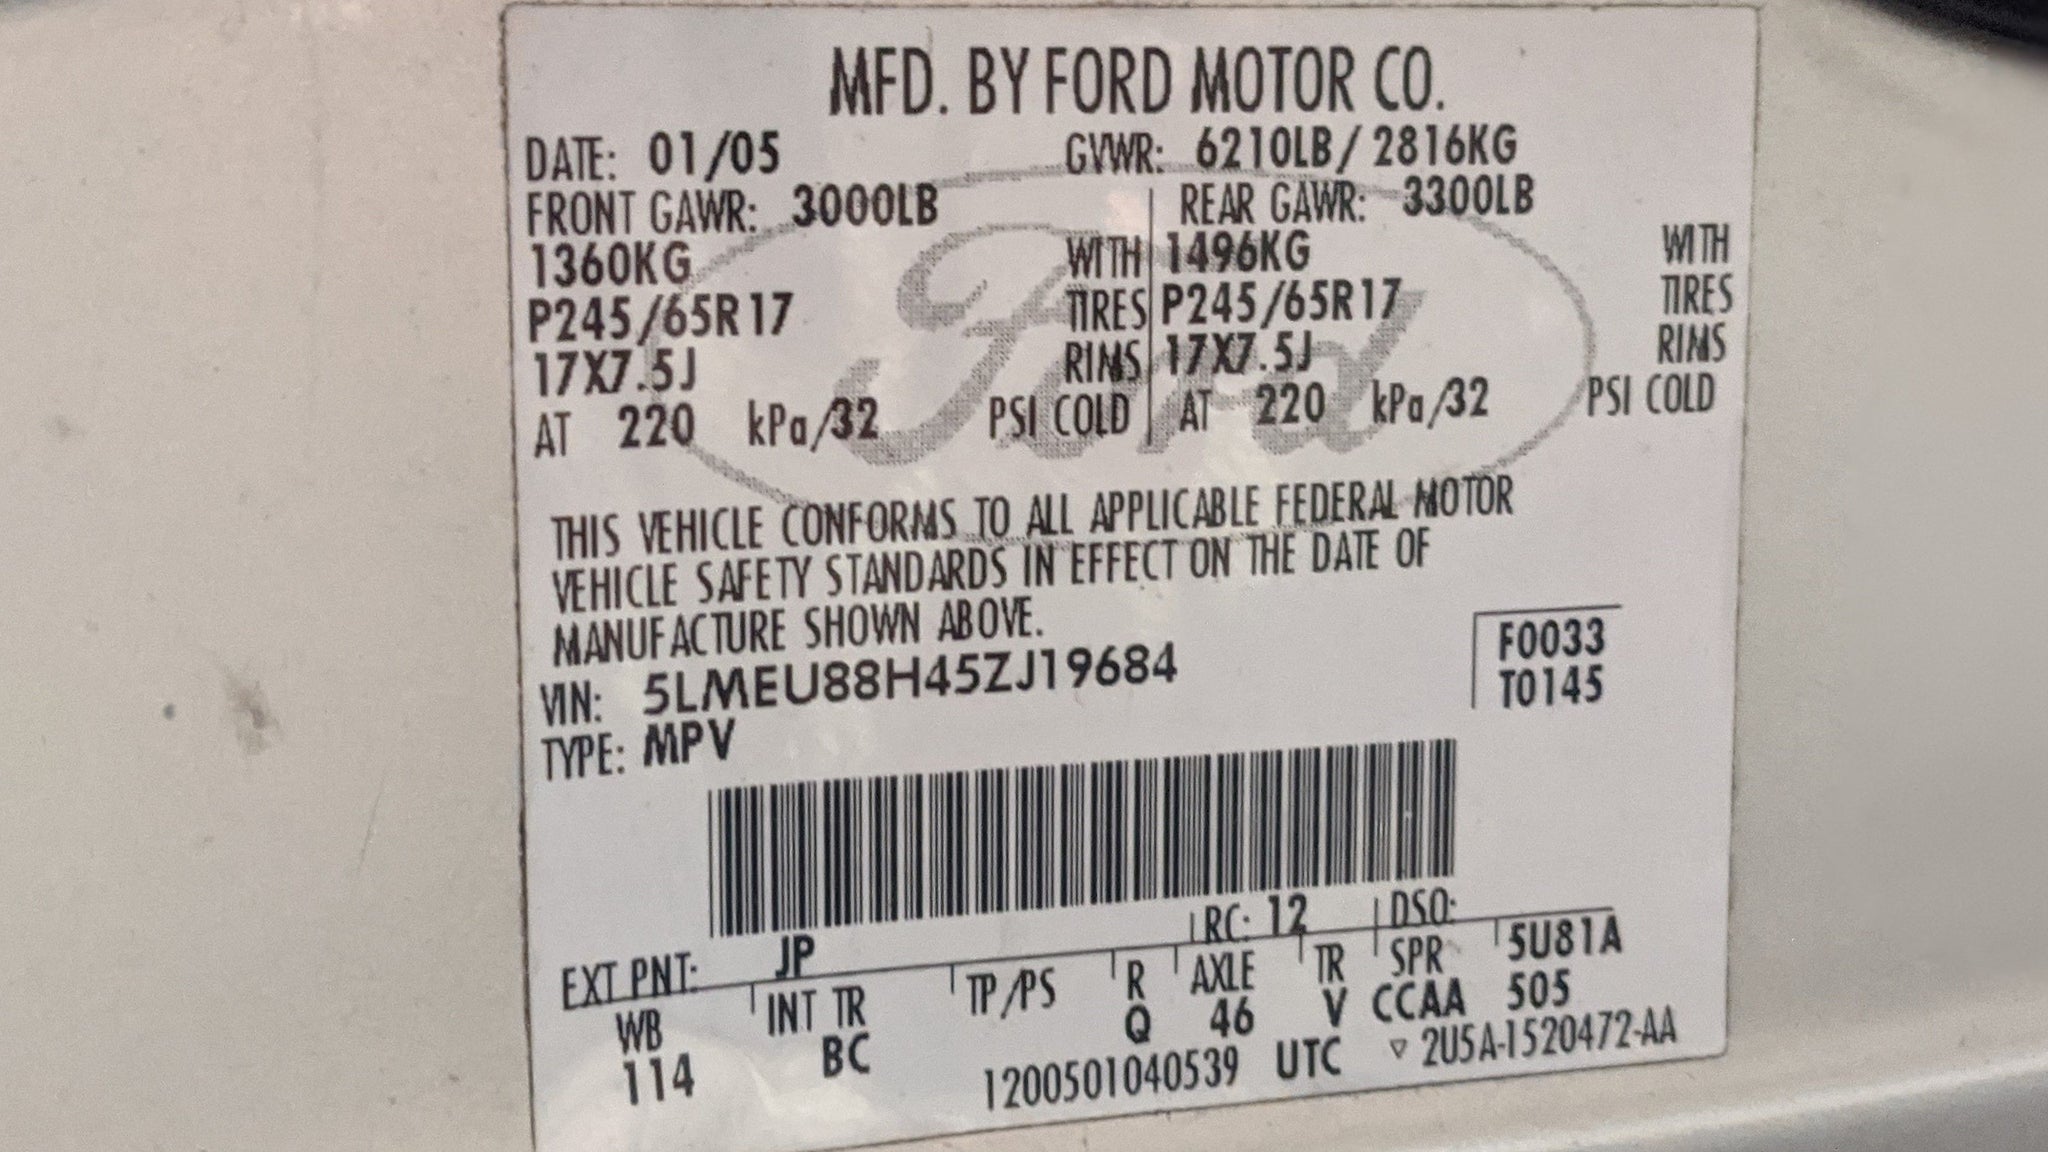 MFD. BY FORD MOTOR CO.
DATE: 01/05 GVWR: 6210LB/ 2816KG
FRONT GAWR: 3000LB REAR GAWR: 3300LB
1360KG WITH 1496KG WITH
P245/65R17 TIRES P245/65R17 TIRES
17X7.5J RIMS 17X7.5J RIMS
AT 220 kPa/32 PSI COLD AT 220 kPa/32 PSI COLD
Ford
THIS VEHICLE CONFORMS TO ALL APPLICABLE FEDERAL MOTOR
VEHICLE SAFETY STANDARDS IN EFFECT ON THE DATE OF
MANUFACTURE SHOWN ABOVE.
VIN: 5LMEU88H45ZJ19684
TYPE: MPV
F0033
T0145
EXT PNT: JP RC: 12 DSO:
WB INT TR TP/PS R AXLE TR SPR 5U81A
114 BC Q 46 V CCAA 505
1200501040539 UTC ▽ 2U5A-1520472-AA